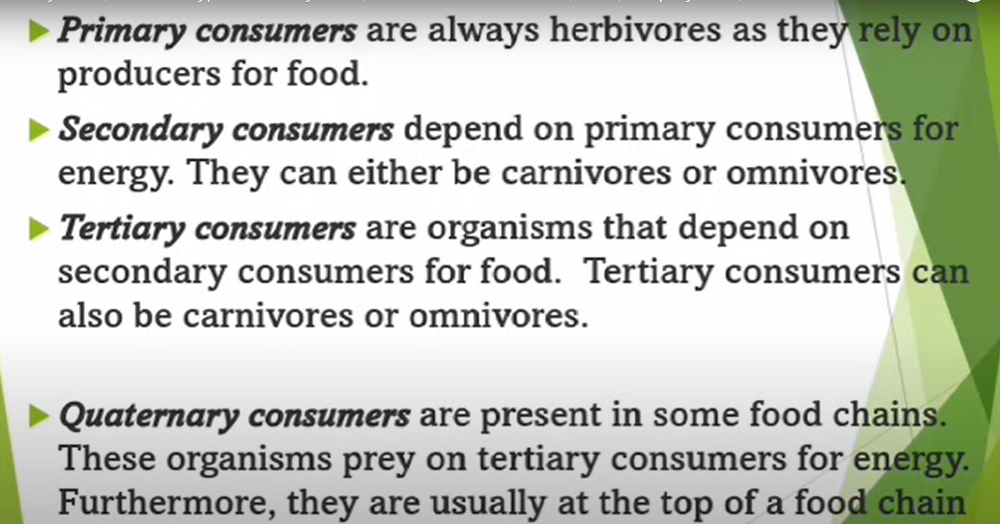 Primary consumers are always herbivores as they rely on
producers for food.
Secondary consumers depend on primary consumers for
energy. They can either be carnivores or omnivores.
Tertiary consumers are organisms that depend on
secondary consumers for food. Tertiary consumers can
also be carnivores or omnivores.
Quaternary consumers are present in some food chains.
These organisms prey on tertiary consumers for energy.
Furthermore, they are usually at the top of a food chain